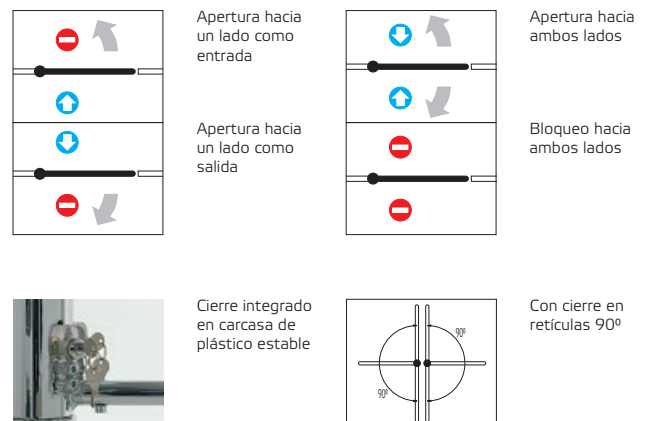 Apertura hacia
un lado como
entrada
Apertura hacia
ambos lados
Apertura hacia
un lado como
salida
Bloqueo hacia
ambos lados
Cierre integrado
en carcasa de
plástico estable
90º
90º
Con cierre en
retículas 90º